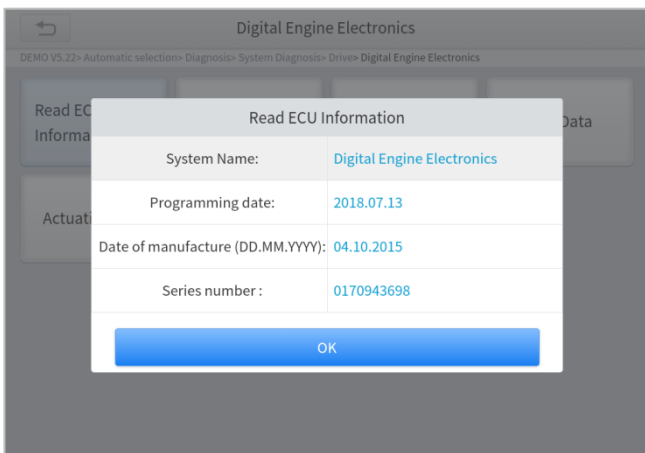 Digital Engine Electronics
DEMO V5.22> Automatic selection> Diagnosis> System Diagnosis> Drive> Digital Engine Electronics
Read EC
Informa
Data
Actuati
Read ECU Information
System Name: Digital Engine Electronics
Programming date: 2018.07.13
Date of manufacture (DD.MM.YYYY): 04.10.2015
Series number : 0170943698
OK